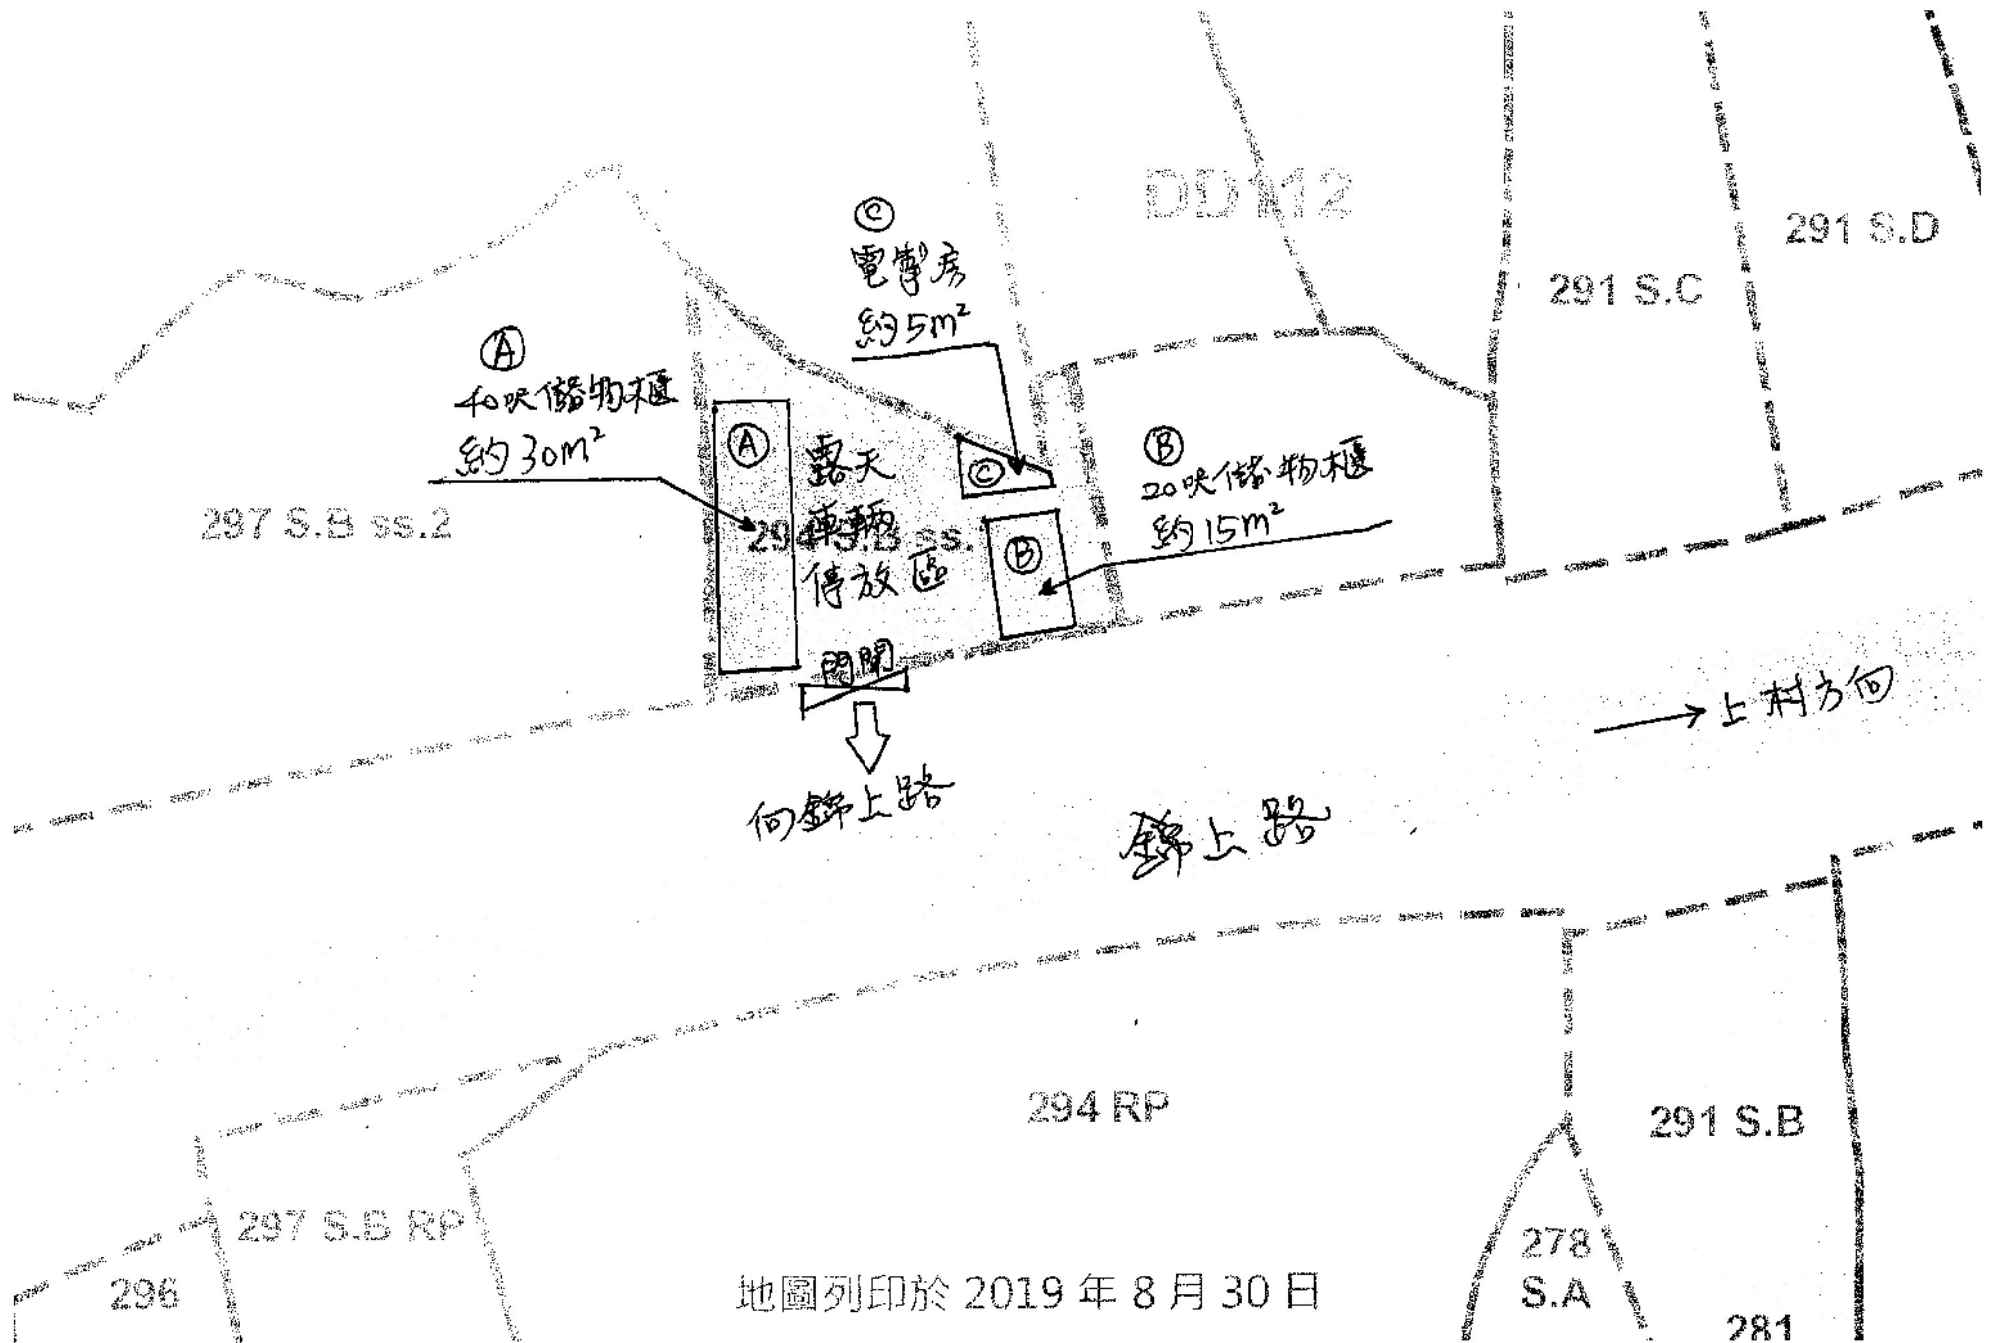 DD112
291 S.D
291 S.C
Ⓒ
電掣房
約5m²
Ⓐ
40呎儲物櫃
約30m²
Ⓐ
露天
車輛
停放區
Ⓒ
Ⓑ
20呎儲物櫃
約15m²
Ⓑ
297 S.B ss.2
294 S.B ss.
門閘
向錦上路
上村方向
錦上路
294 RP
291 S.B
297 S.B RP
296
278
S.A
281
地圖列印於 2019 年 8 月 30 日